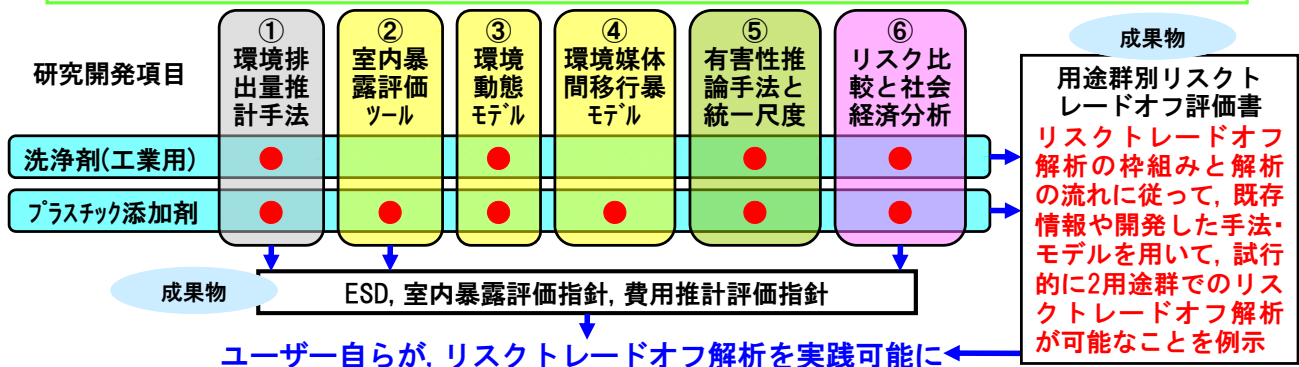 研究開発項目
①
環境排
出量推
計手法
②
室内暴
露評価
ツール
③
環境
動態
モデル
④
環境媒体
間移行暴
モデル
⑤
有害性推
論手法と
統一尺度
⑥
リスク比
較と社会
経済分析
洗浄剤(工業用)
プラスチック添加剤
成果物
用途群別リスクト
レードオフ評価書
リスクトレードオフ
解析の枠組みと解析
の流れに従って, 既存
情報や開発した手法・
モデルを用いて, 試行
的に2用途群でのリス
クトレードオフ解析
が可能なことを例示
成果物
ESD, 室内暴露評価指針, 費用推計評価指針
ユーザー自らが, リスクトレードオフ解析を実践可能に